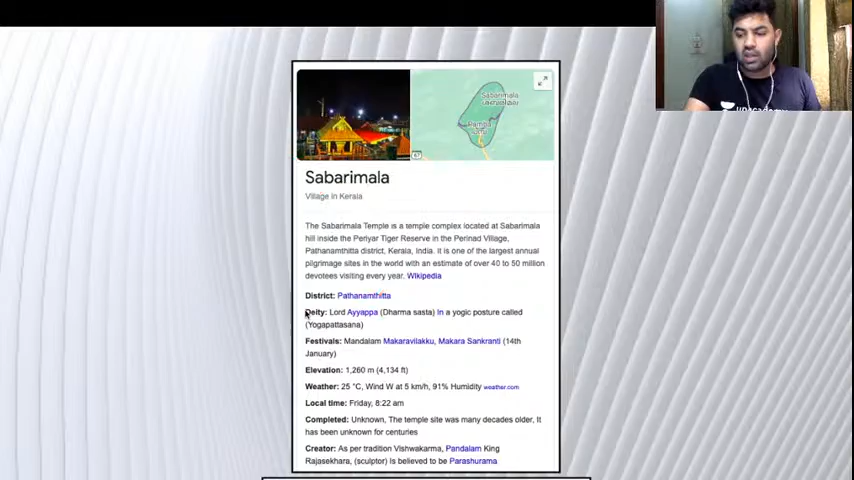 Sabarimala
Pamba
67
Sabarimala
Village in Kerala
The Sabarimala Temple is a temple complex located at Sabarimala
hill inside the Periyar Tiger Reserve in the Perinad Village,
Pathanamthitta district, Kerala, India. It is one of the largest annual
pilgrimage sites in the world with an estimate of over 40 to 50 million
devotees visiting every year. Wikipedia
District: Pathanamthitta
Deity: Lord Ayyappa (Dharma sasta) In a yogic posture called
(Yogapattasana)
Festivals: Mandalam Makaravilakku, Makara Sankranti (14th
January)
Elevation: 1,260 m (4,134 ft)
Weather: 25 °C, Wind W at 5 km/h, 91% Humidity weather.com
Local time: Friday, 8:22 am
Completed: Unknown, The temple site was many decades older, It
has been unknown for centuries
Creator: As per tradition Vishwakarma, Pandalam King
Rajasekhara, (sculptor) is believed to be Parashurama